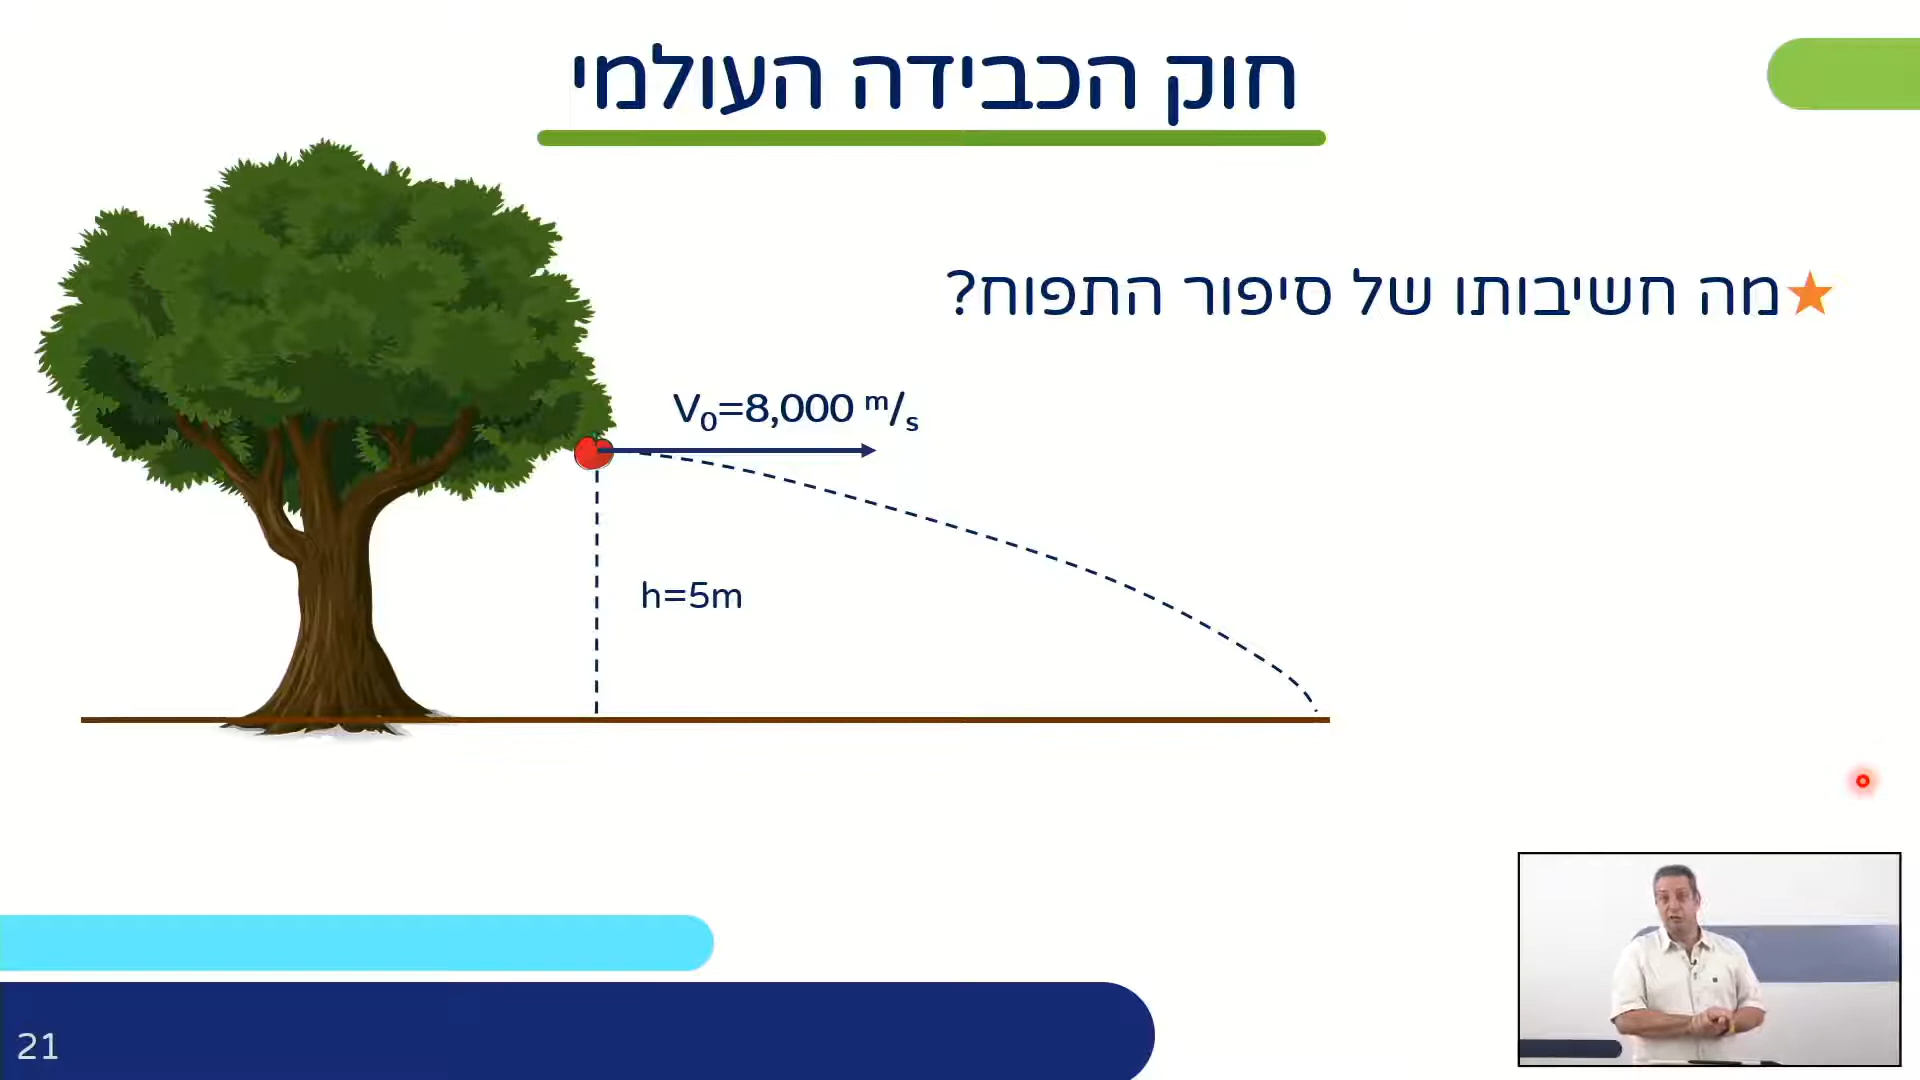 חוק הכבידה העולמי
מה חשיבותו של סיפור התפוח?
V₀=8,000 ᵐ/ₛ
h=5m
21